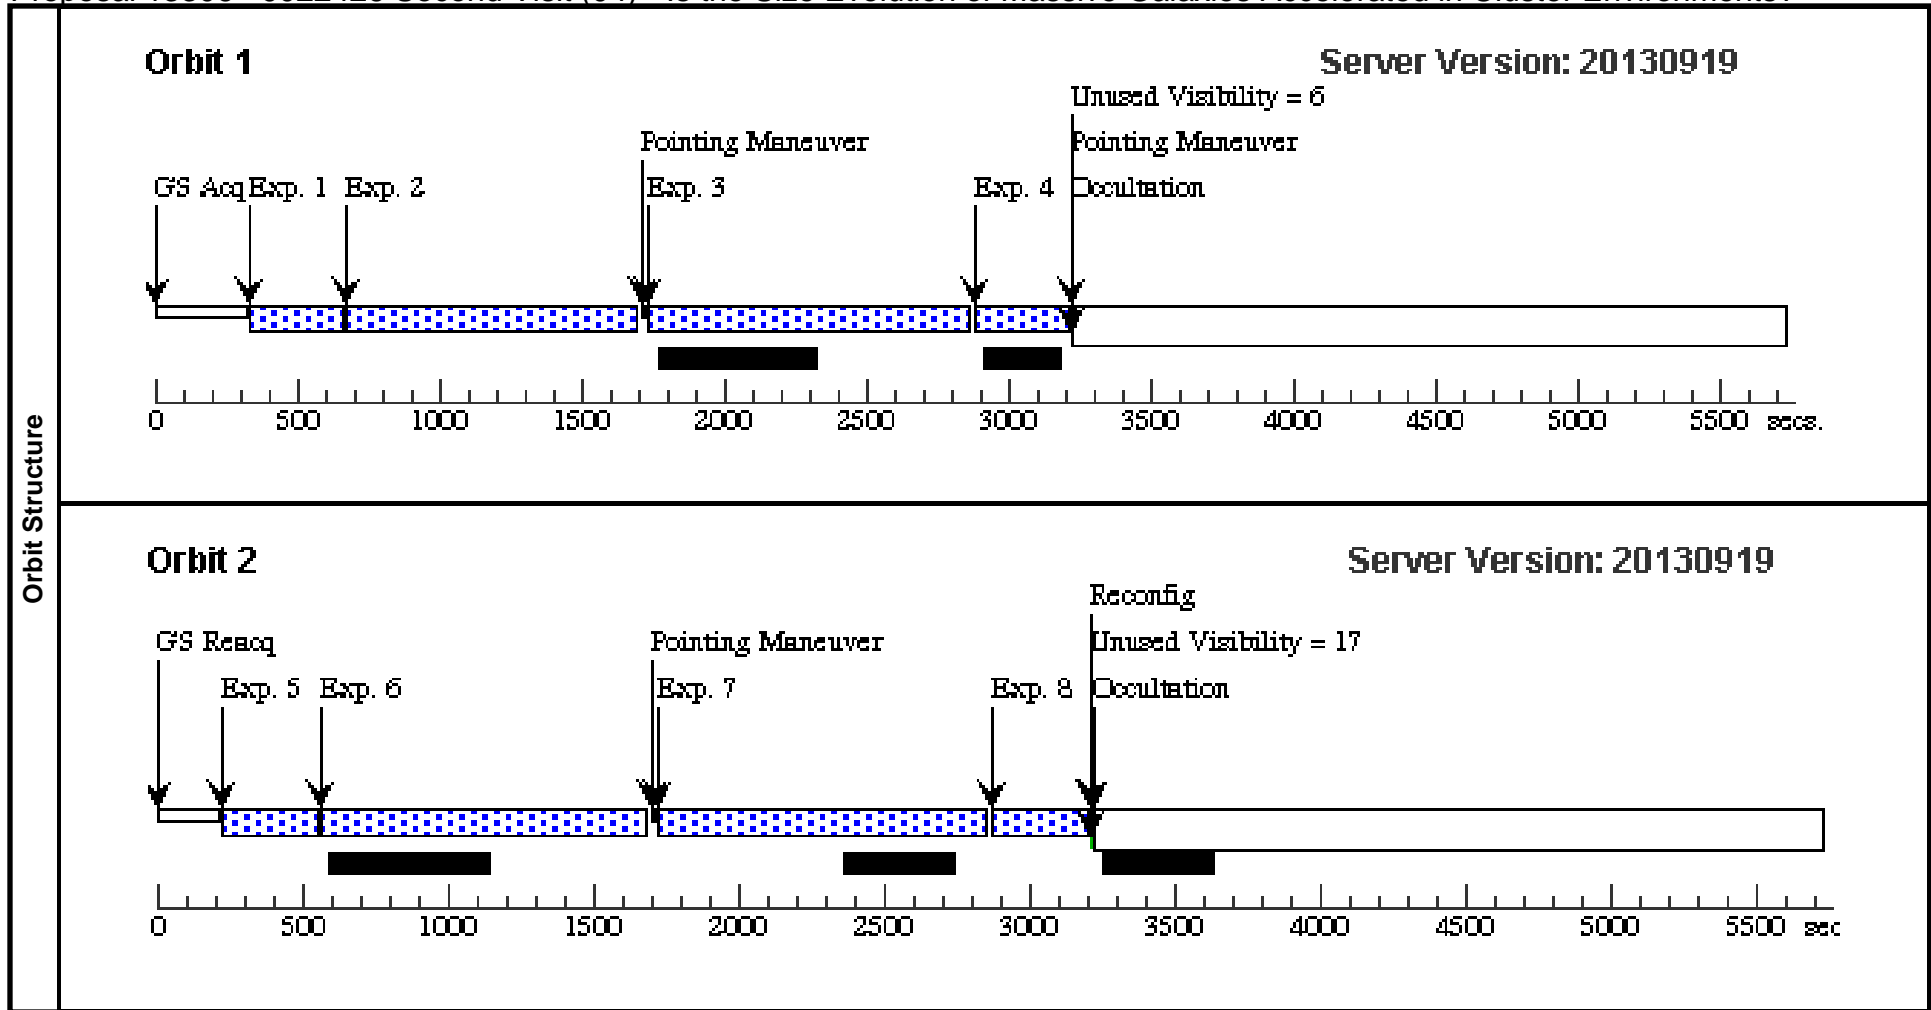 Orbit Structure
Orbit 1
Server Version: 20130919
Unused Visibility = 6
Pointing Maneuver
Pointing Maneuver
GS Acq
Exp. 1
Exp. 2
Exp. 3
Exp. 4
Occultation
0
500
1000
1500
2000
2500
3000
3500
4000
4500
5000
5500
secs.
Orbit 2
Server Version: 20130919
Reconfig
GS Reacq
Pointing Maneuver
Unused Visibility = 17
Exp. 5
Exp. 6
Exp. 7
Exp. 8
Occultation
0
500
1000
1500
2000
2500
3000
3500
4000
4500
5000
5500
sec